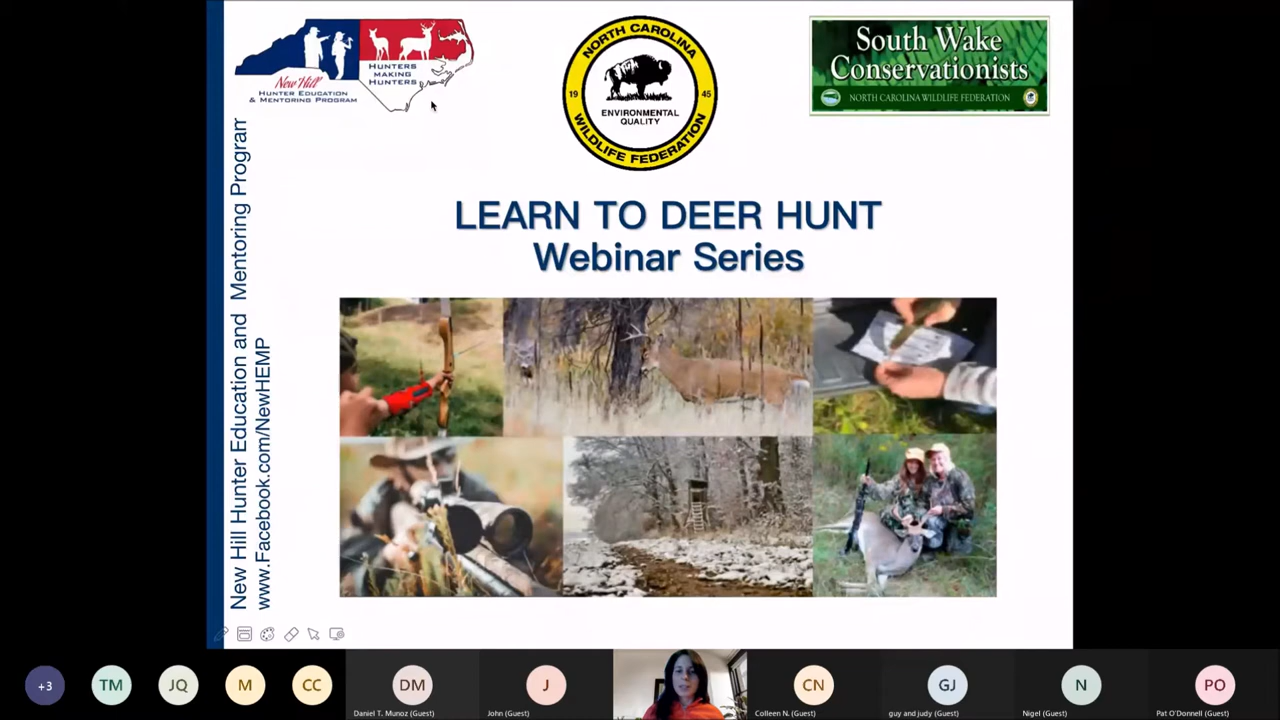 New Hill
HUNTER EDUCATION
& MENTORING PROGRAM
HUNTERS
MAKING
HUNTERS
NORTH CAROLINA
19 45
ENVIRONMENTAL
QUALITY
WILDLIFE FEDERATION
South Wake
Conservationists
NORTH CAROLINA WILDLIFE FEDERATION
New Hill Hunter Education and Mentoring Program
www.Facebook.com/NewHEMP
LEARN TO DEER HUNT
Webinar Series
+3
TM
JQ
M
CC
DM
Daniel T. Munoz (Guest)
J
John (Guest)
CN
Colleen N. (Guest)
GJ
guy and judy (Guest)
N
Nigel (Guest)
PO
Pat O'Donnell (Guest)